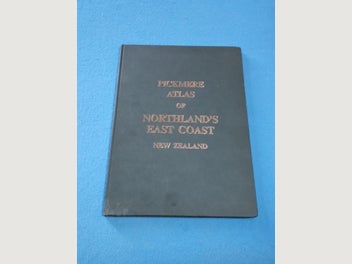 PICKMERE
ATLAS
OF
NORTHLAND'S
EAST COAST
NEW ZEALAND